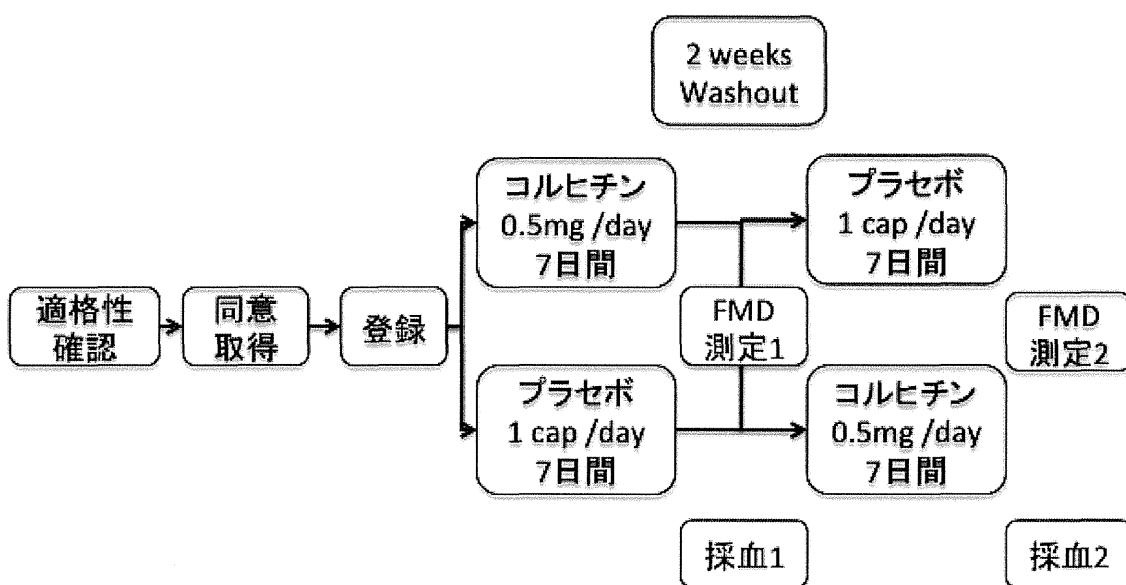 2 weeks
Washout
コルヒチン
0.5mg /day
7日間
プラセボ
1 cap /day
7日間
適格性
確認
同意
取得
登録
FMD
測定1
FMD
測定2
プラセボ
1 cap /day
7日間
コルヒチン
0.5mg /day
7日間
採血1
採血2